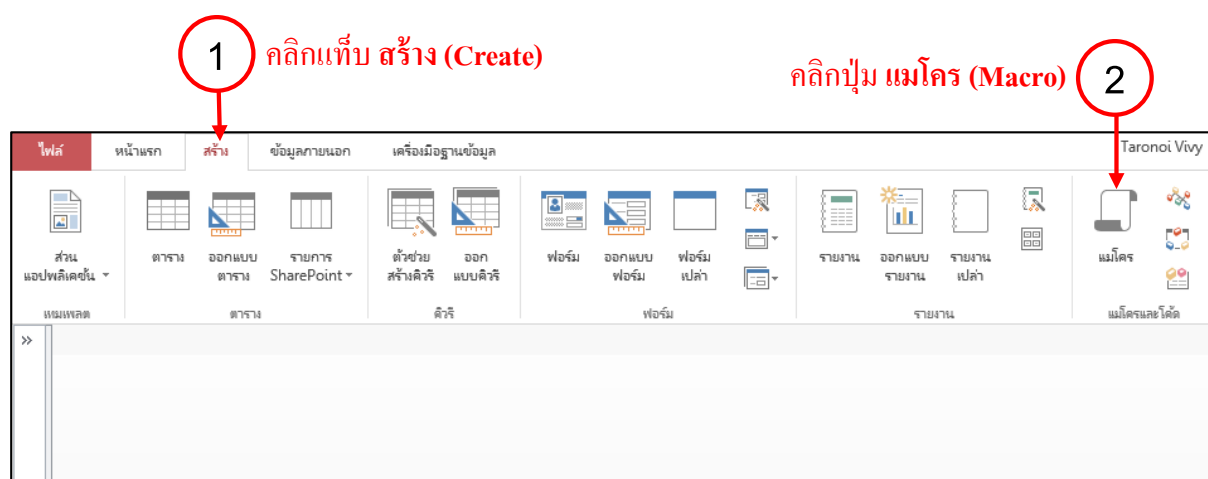 1 คลิกแท็บ สร้าง (Create)
คลิกปุ่ม แมโคร (Macro) 2
ไฟล์ หน้าแรก สร้าง ข้อมูลภายนอก เครื่องมือฐานข้อมูล Taronoi Vivy
ส่วน
แอปพลิเคชั่น
ตาราง
ออกแบบ
ตาราง
รายการ
SharePoint
ตัวช่วย
สร้างคิวรี
ออก
แบบคิวรี
ฟอร์ม
ออกแบบ
ฟอร์ม
ฟอร์ม
เปล่า
รายงาน
ออกแบบ
รายงาน
รายงาน
เปล่า
แมโคร
เทมเพลต ตาราง คิวรี ฟอร์ม รายงาน แมโครและโค้ด